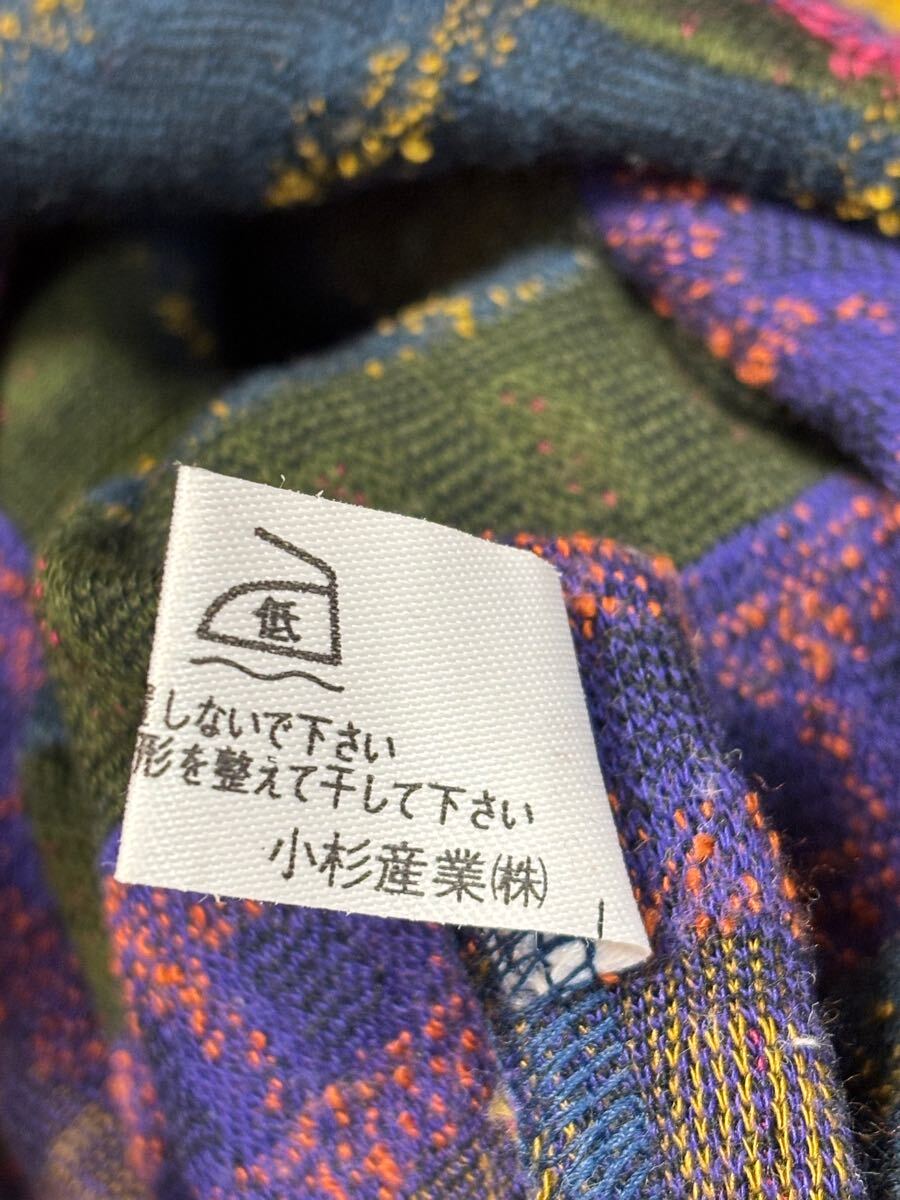 低
しないで下さい
形を整えて干して下さい
小杉産業㈱